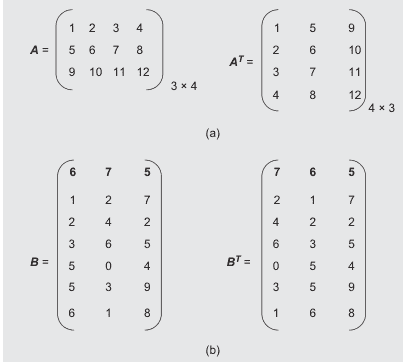 A = 1 2 3 4
5 6 7 8
9 10 11 12
3 × 4
Aᵀ = 1 5 9
2 6 10
3 7 11
4 8 12
4 × 3
(a)
B = 6 7 5
1 2 7
2 4 2
3 6 5
5 0 4
5 3 9
6 1 8
Bᵀ = 7 6 5
2 1 7
4 2 2
6 3 5
0 5 4
3 5 9
1 6 8
(b)